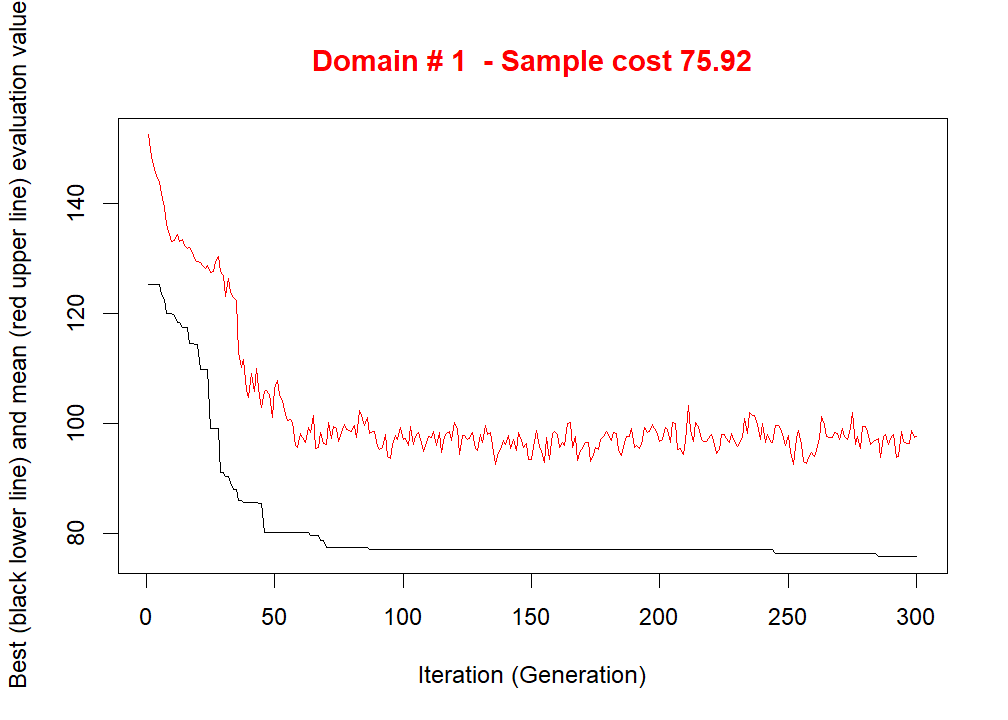 Domain # 1  - Sample cost 75.92
Best (black lower line) and mean (red upper line) evaluation value
140
120
100
80
0 50 100 150 200 250 300
Iteration (Generation)